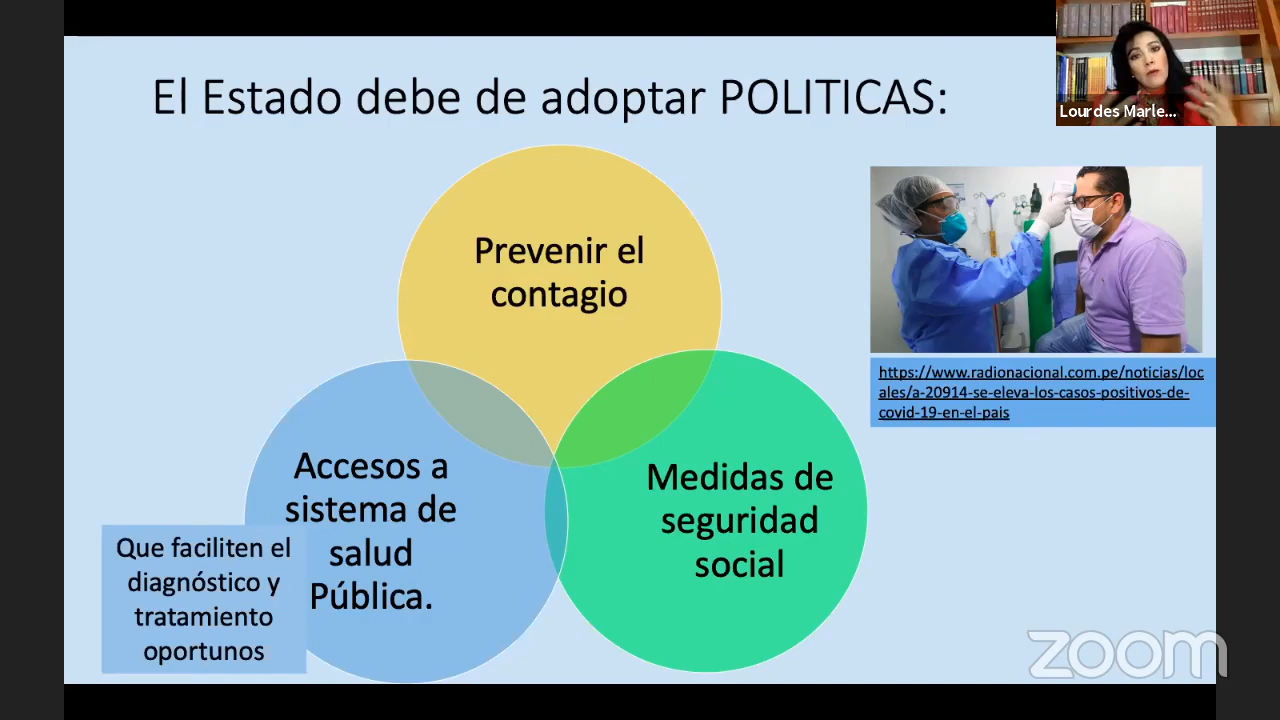 El Estado debe de adoptar POLITICAS:
Lourdes Marle...
Prevenir el
contagio
https://www.radionacional.com.pe/noticias/loc
ales/a-20914-se-eleva-los-casos-positivos-de-
covid-19-en-el-pais
Accesos a
sistema de
salud
Pública.
Medidas de
seguridad
social
Que faciliten el
diagnóstico y
tratamiento
oportunos
zoom